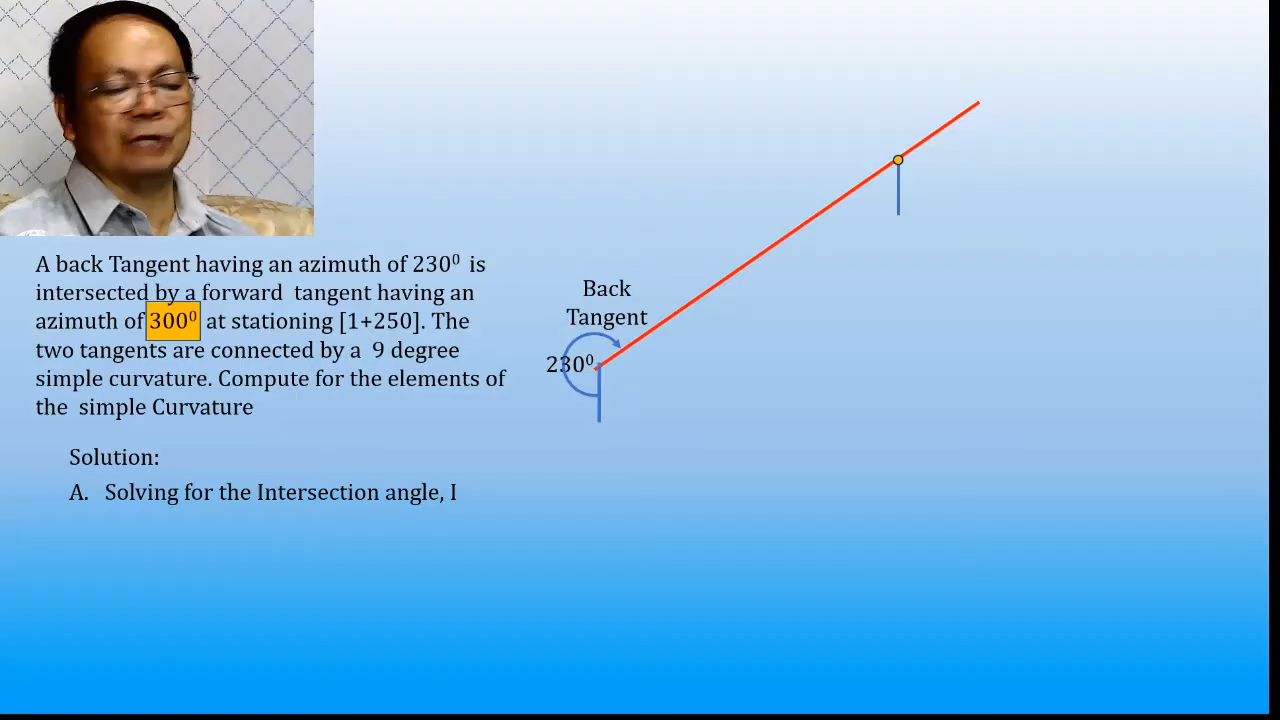 A back Tangent having an azimuth of 230⁰ is
intersected by a forward tangent having an
azimuth of 300⁰ at stationing [1+250]. The
two tangents are connected by a 9 degree
simple curvature. Compute for the elements of
the simple Curvature
Solution:
A. Solving for the Intersection angle, I
Back
Tangent
230⁰